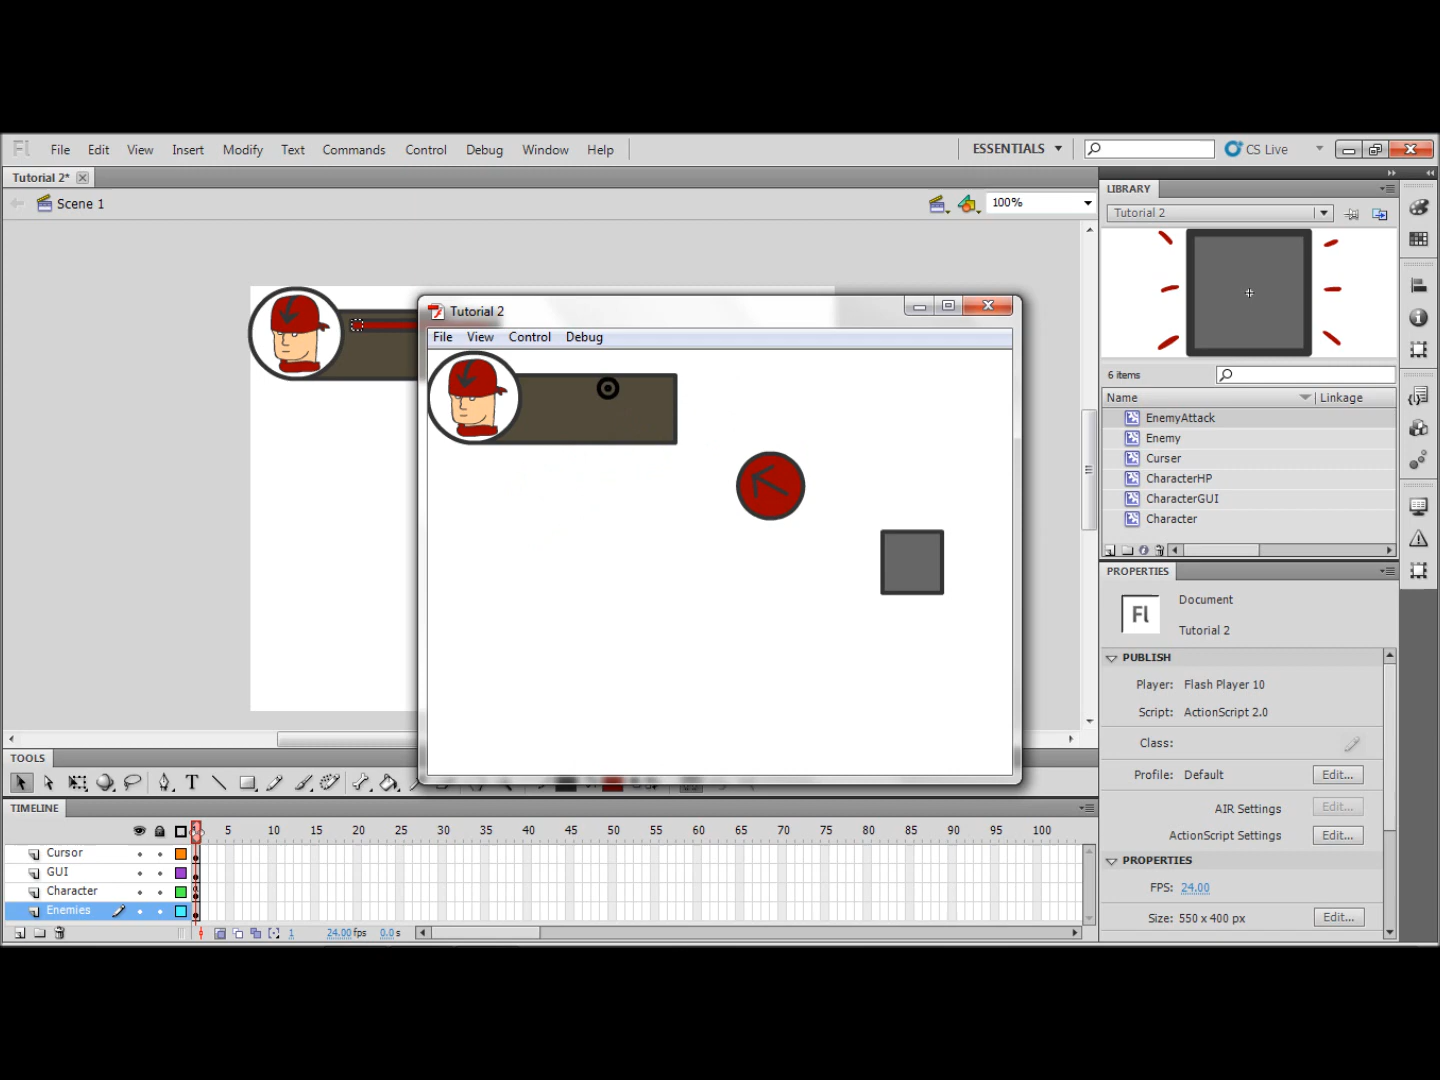 Fl File Edit View Insert Modify Text Commands Control Debug Window Help ESSENTIALS CS Live
Tutorial 2*
Scene 1
100%
LIBRARY
Tutorial 2
6 items
Name Linkage
EnemyAttack
Enemy
Curser
CharacterHP
CharacterGUI
Character
Tutorial 2
File View Control Debug
PROPERTIES
Fl
Document
Tutorial 2
PUBLISH
Player: Flash Player 10
Script: ActionScript 2.0
Class:
Profile: Default Edit...
AIR Settings Edit...
ActionScript Settings Edit...
PROPERTIES
FPS: 24.00
Size: 550 x 400 px Edit...
TOOLS
T
TIMELINE
5 10 15 20 25 30 35 40 45 50 55 60 65 70 75 80 85 90 95 100
Cursor
GUI
Character
Enemies
1 24.00fps 0.0s